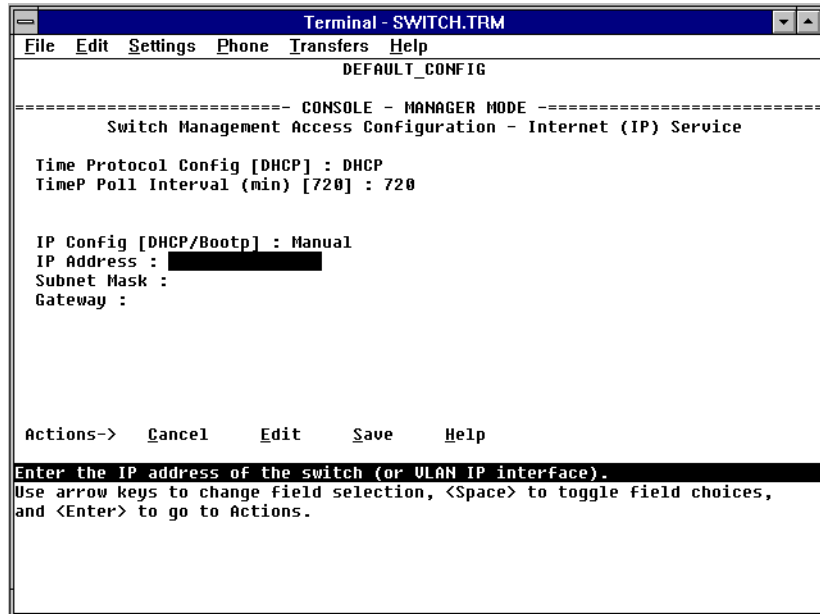 Terminal - SWITCH.TRM
File Edit Settings Phone Transfers Help
DEFAULT_CONFIG
==========================- CONSOLE - MANAGER MODE -===========================
Switch Management Access Configuration - Internet (IP) Service
Time Protocol Config [DHCP] : DHCP
TimeP Poll Interval (min) [720] : 720
IP Config [DHCP/Bootp] : Manual
IP Address :
Subnet Mask :
Gateway :
Actions-> Cancel Edit Save Help
Enter the IP address of the switch (or VLAN IP interface).
Use arrow keys to change field selection, <Space> to toggle field choices,
and <Enter> to go to Actions.